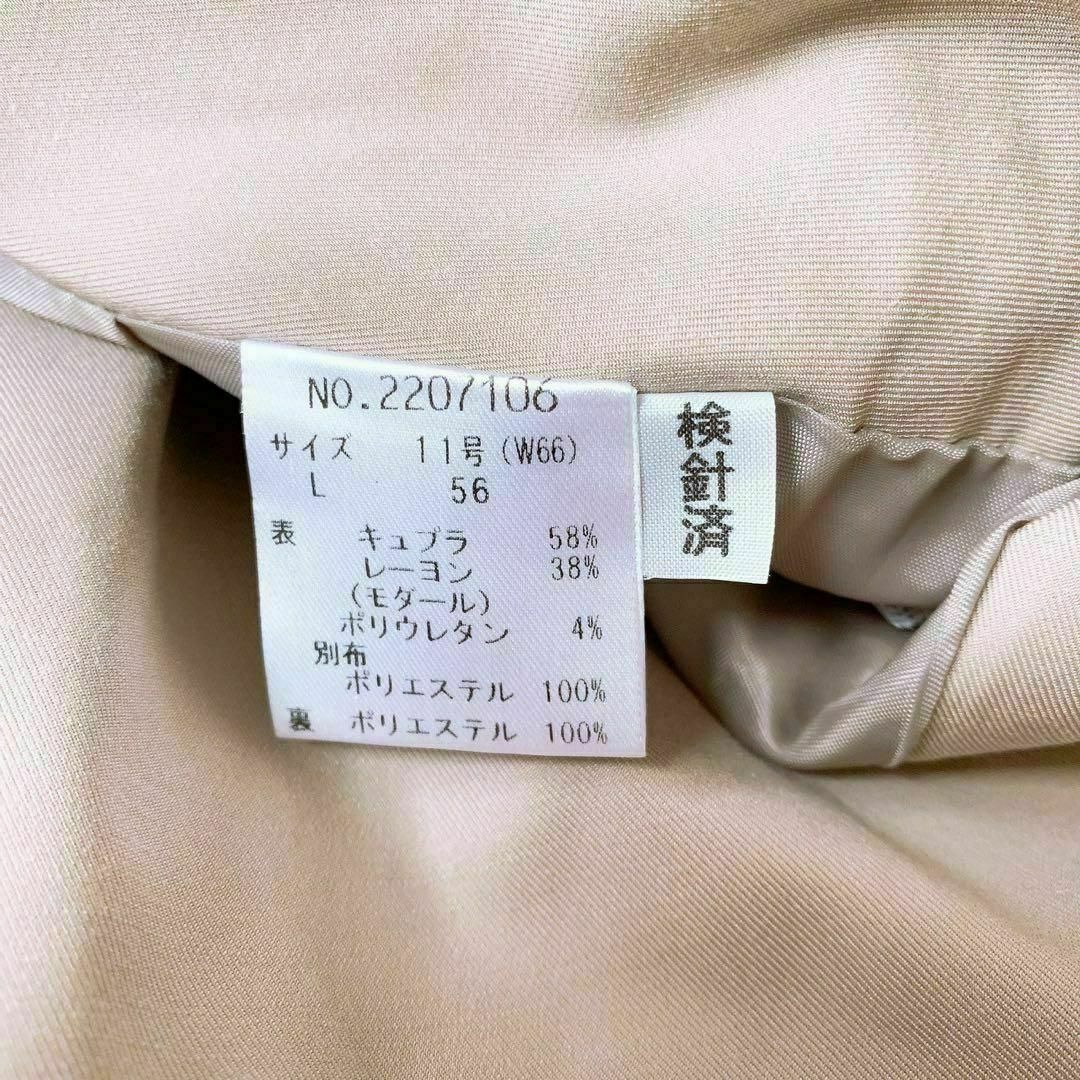 NO.2207106
サイズ 11号(W66)
L 56
表 キュプラ 58%
レーヨン 38%
(モダール)
ポリウレタン 4%
別布
ポリエステル 100%
裏 ポリエステル 100%
検針済